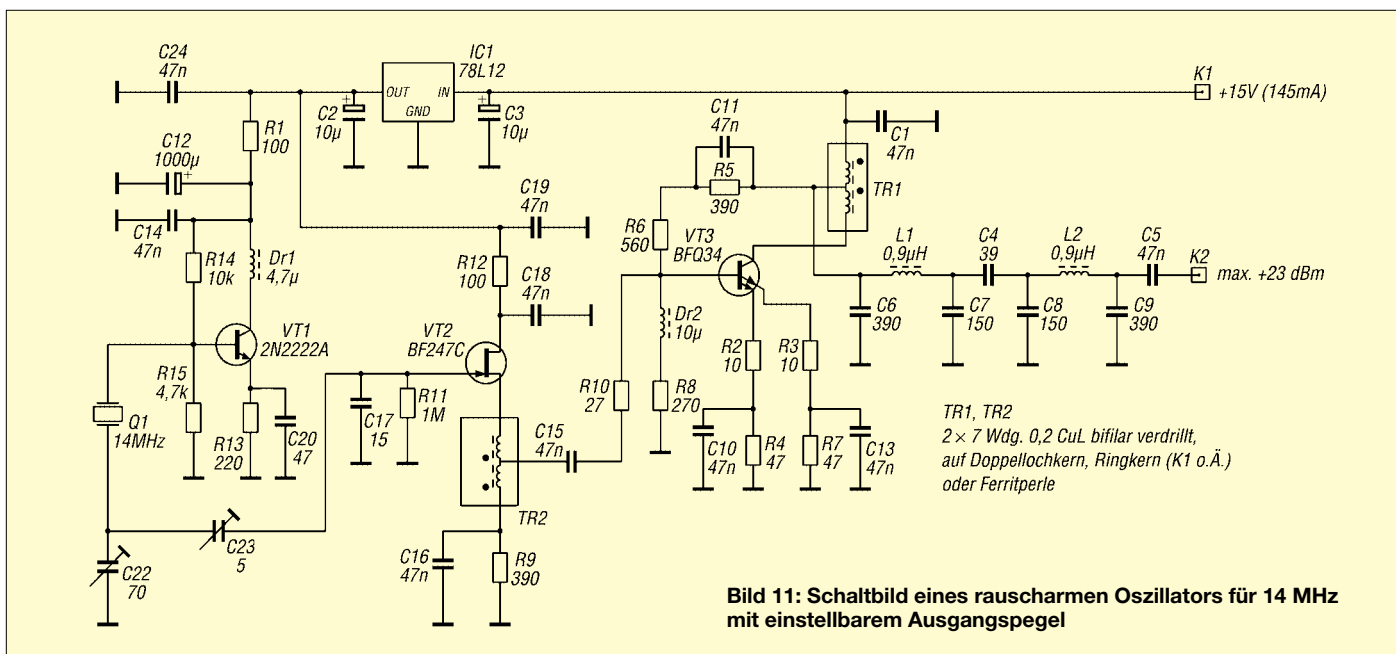 C24
47n
IC1
78L12
OUT
IN
GND
K1
+15V (145mA)
R1
100
C2
10µ
+
C3
10µ
+
C11
47n
C1
47n
C12
1000µ
+
R5
390
TR1
C19
47n
C14
47n
R6
560
VT3
BFQ34
L1
0,9µH
C4
39
L2
0,9µH
C5
47n
K2
max. +23 dBm
R14
10k
Dr1
4,7µ
R12
100
C18
47n
C6
390
C7
150
C8
150
C9
390
VT1
2N2222A
VT2
BF247C
Dr2
10µ
R2
10
R3
10
R15
4,7k
R10
27
R8
270
Q1
14MHz
R13
220
C20
47
C17
15
R11
1M
C15
47n
C10
47n
R4
47
R7
47
C13
47n
TR1, TR2
2 × 7 Wdg. 0,2 CuL bifilar verdrillt,
auf Doppellochkern, Ringkern (K1 o.Ä.)
oder Ferritperle
TR2
C23
5
C22
70
C16
47n
R9
390
Bild 11: Schaltbild eines rauscharmen Oszillators für 14 MHz
mit einstellbarem Ausgangspegel